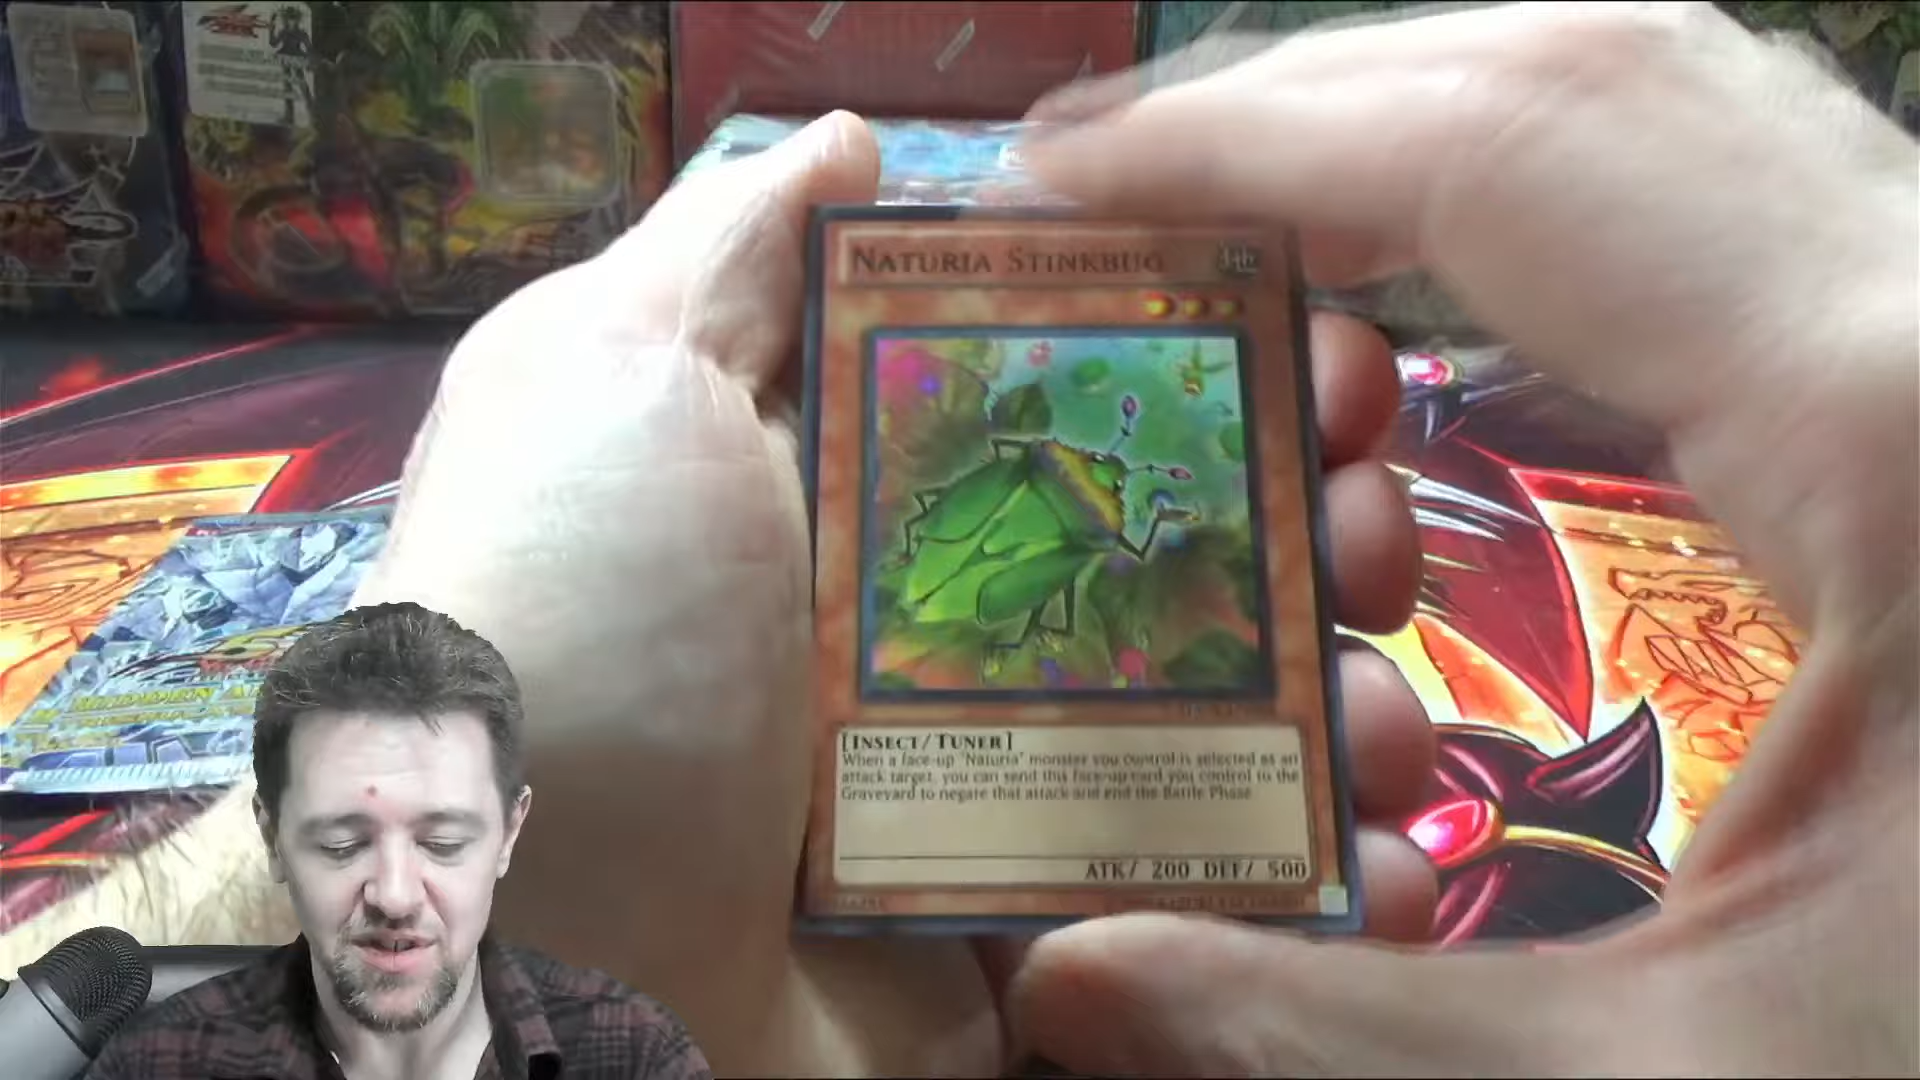 NATURIA STINKBUG
[INSECT/TUNER]
When a face-up "Naturia" monster you control is selected as an
attack target, you can send this face-up card you control to the
Graveyard to negate that attack and end the Battle Phase.
ATK/ 200 DEF/ 500
HIDDEN